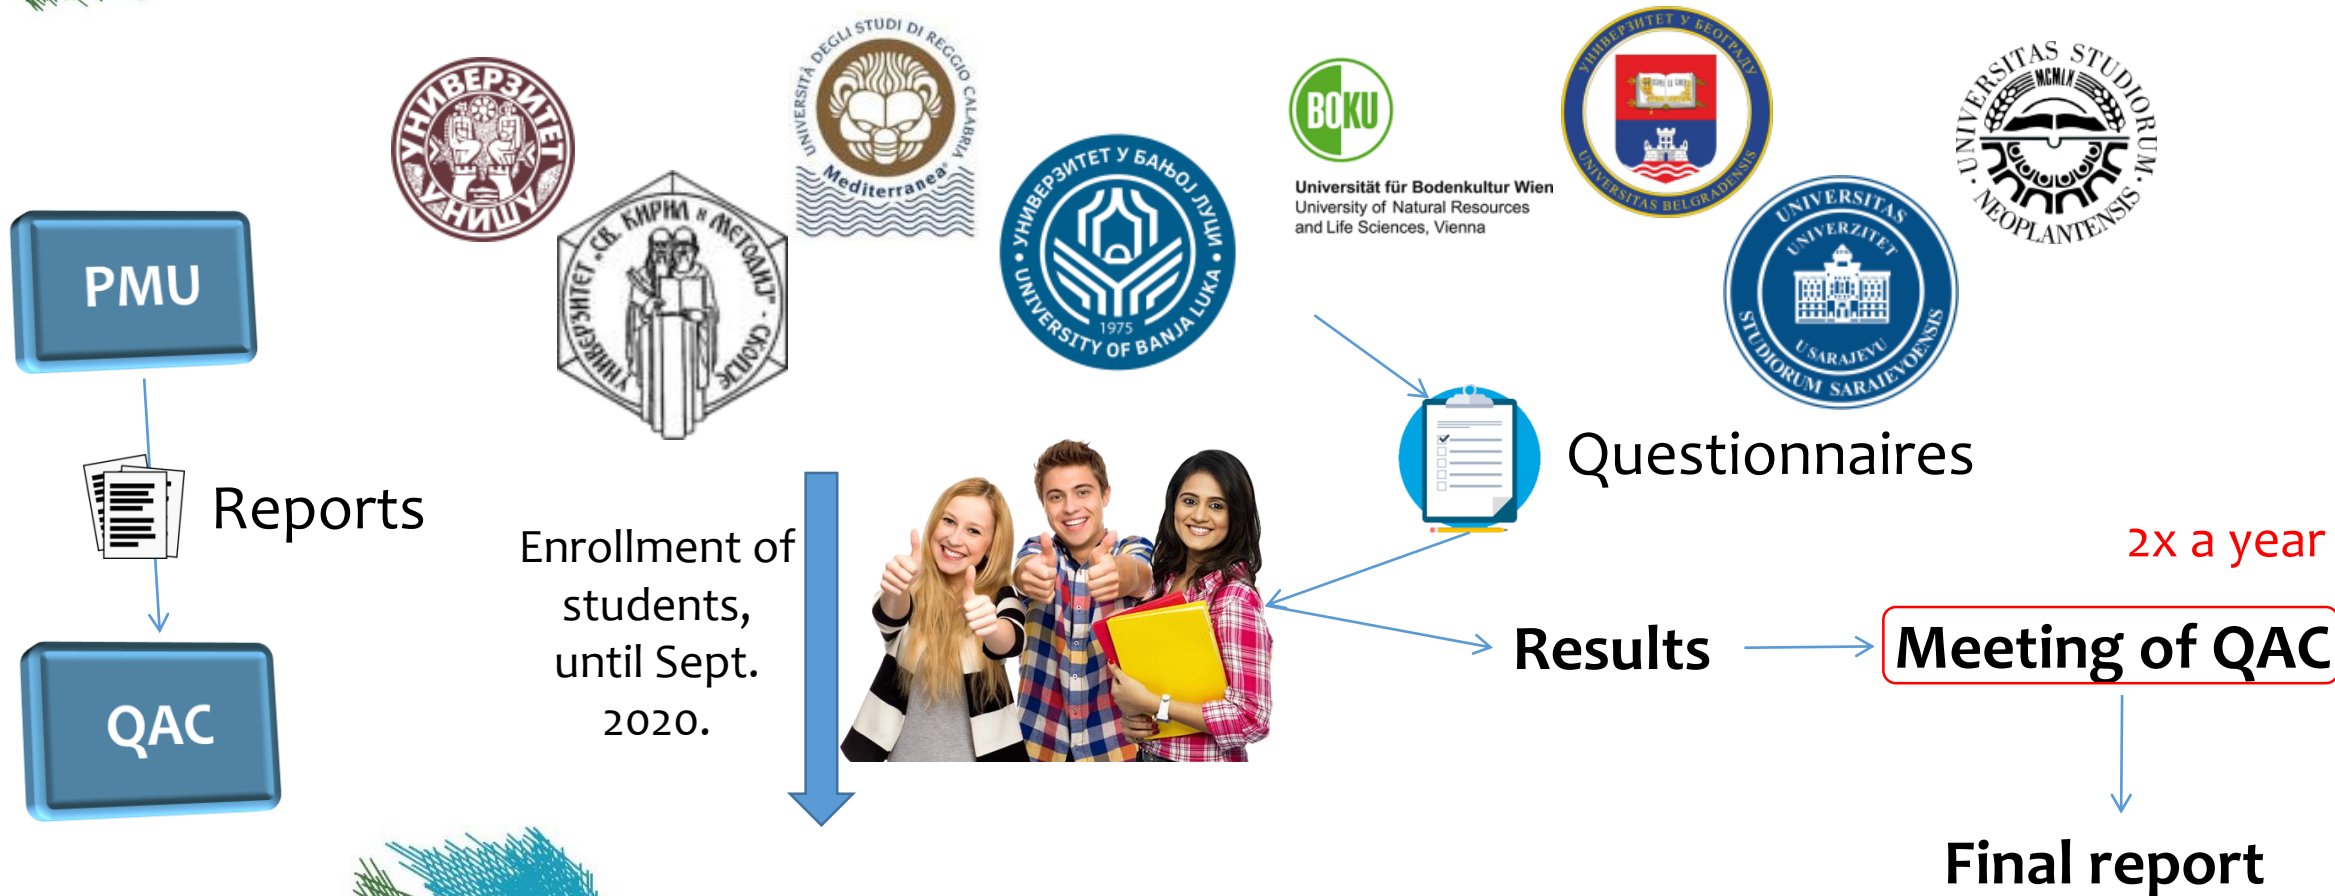 УНИВЕРЗИТЕТ
У НИШУ
УНИВЕРЗИТЕТ „СВ. КИРИЛ и МЕТОДИЈ“ · СКОПЈЕ
UNIVERSITÀ DEGLI STUDI DI REGGIO CALABRIA
Mediterranea
УНИВЕРЗИТЕТ У БАЊОЈ ЛУЦИ
1975
UNIVERSITY OF BANJA LUKA
BOKU
Universität für Bodenkultur Wien
University of Natural Resources
and Life Sciences, Vienna
УНИВЕРЗИТЕТ У БЕОГРАДУ
UNIVERSITAS BELGRADENSIS
UNIVERSITAS
STUDIORUM SARAIEVOENSIS
UNIVERZITET
U SARAJEVU
UNIVERSITAS STUDIORUM
MCMLX
NEOPLANTENSIS
PMU
Reports
QAC
Enrollment of
students,
until Sept.
2020.
Questionnaires
2x a year
Results
Meeting of QAC
Final report